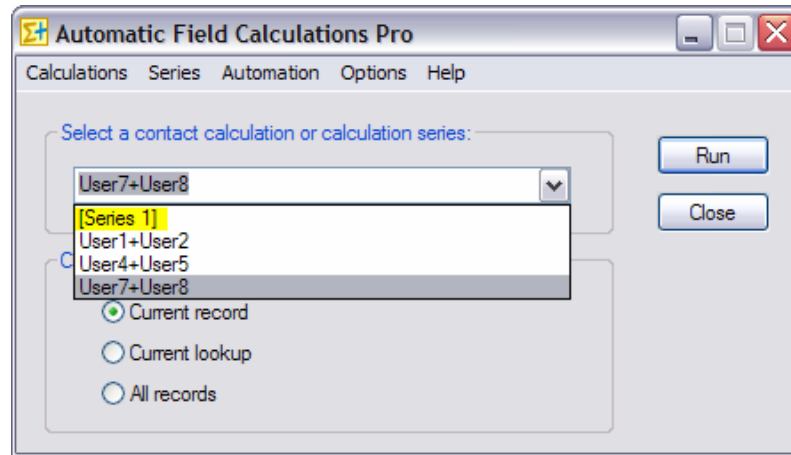 Automatic Field Calculations Pro
Calculations Series Automation Options Help
Select a contact calculation or calculation series:
User7+User8
[Series 1]
User1+User2
User4+User5
User7+User8
Current record
Current lookup
All records
Run
Close